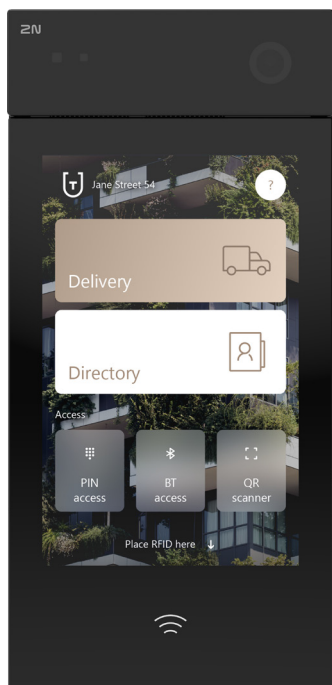 2N
Jane Street 54
?
Delivery
Directory
Access
PIN
access
BT
access
QR
scanner
Place RFID here ↓